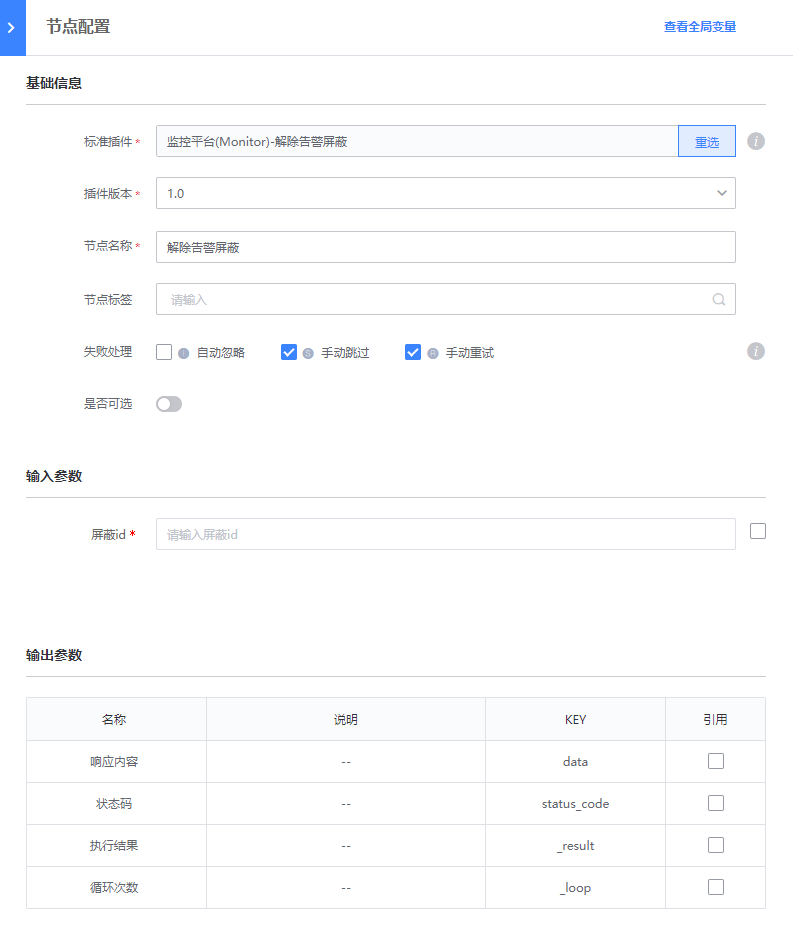 节点配置 查看全局变量
基础信息
标准插件* 监控平台(Monitor)-解除告警屏蔽 重选
插件版本* 1.0
节点名称* 解除告警屏蔽
节点标签 请输入
失败处理 自动忽略 手动跳过 手动重试
是否可选
输入参数
屏蔽id* 请输入屏蔽id
输出参数
名称 说明 KEY 引用
响应内容 -- data
状态码 -- status_code
执行结果 -- _result
循环次数 -- _loop